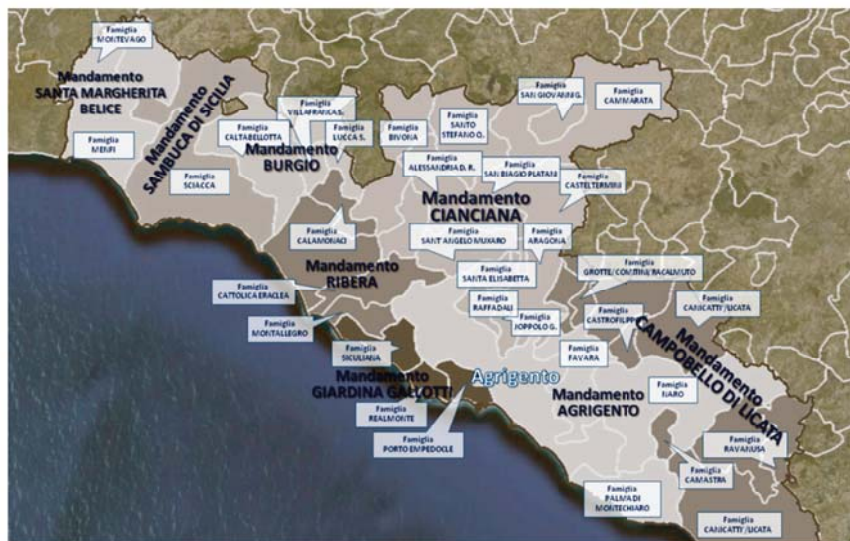 Famiglia
MONTEVAGO
Mandamento
SANTA MARGHERITA
BELICE
Famiglia
MENFI
Mandamento
SAMBUCA DI SICILIA
Famiglia
SCIACCA
Famiglia
VILLAFRANCA S.
Famiglia
CALTABELLOTTA
Famiglia
LUCCA S.
Mandamento
BURGIO
Famiglia
BIVONA
Famiglia
SANTO
STEFANO Q.
Famiglia
SAN GIOVANNI G.
Famiglia
CAMMARATA
Famiglia
ALESSANDRIA D. R.
Famiglia
SAN BIAGIO PLATANI
Famiglia
CASTELTERMINI
Mandamento
CIANCIANA
Famiglia
CALAMONACI
Famiglia
SANT'ANGELO MUXARO
Famiglia
ARAGONA
Mandamento
RIBERA
Famiglia
SANTA ELISABETTA
Famiglia
GROTTE/COMITINI/RACALMUTO
Famiglia
CATTOLICA ERACLEA
Famiglia
RAFFADALI
Famiglia
JOPPOLO G.
Famiglia
CASTROFILIPPO
Famiglia
CANICATTI'/LICATA
Famiglia
MONTALLEGRO
Famiglia
SICULIANA
Famiglia
FAVARA
Mandamento
CAMPOBELLO DI LICATA
Mandamento
GIARDINA GALLOTTI
Agrigento
Mandamento
AGRIGENTO
Famiglia
NARO
Famiglia
REALMONTE
Famiglia
PORTO EMPEDOCLE
Famiglia
RAVANUSA
Famiglia
CAMASTRA
Famiglia
PALMA DI
MONTECHIARO
Famiglia
CANICATTI'/LICATA